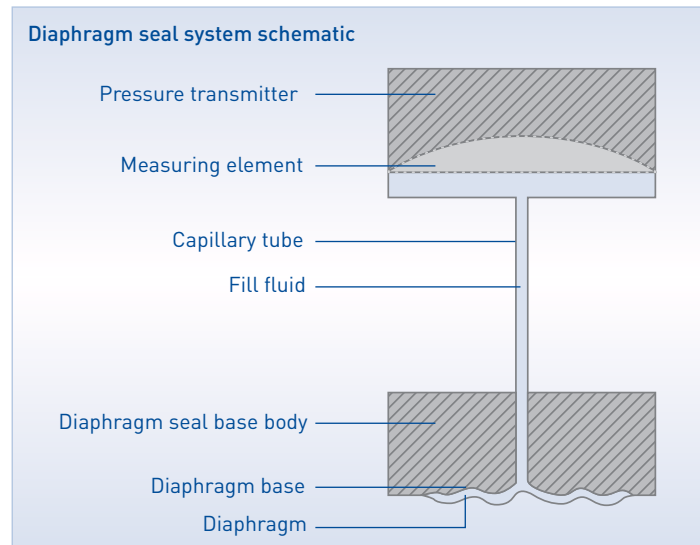 Diaphragm seal system schematic
Pressure transmitter
Measuring element
Capillary tube
Fill fluid
Diaphragm seal base body
Diaphragm base
Diaphragm